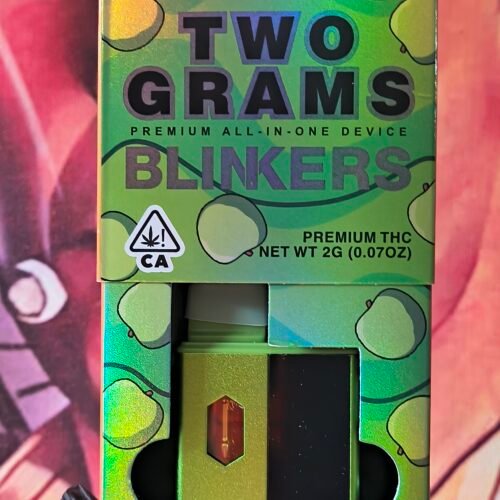 TWO
GRAMS
PREMIUM ALL-IN-ONE DEVICE
BLINKERS
PREMIUM THC
NET WT 2G (0.07OZ)
!
CA